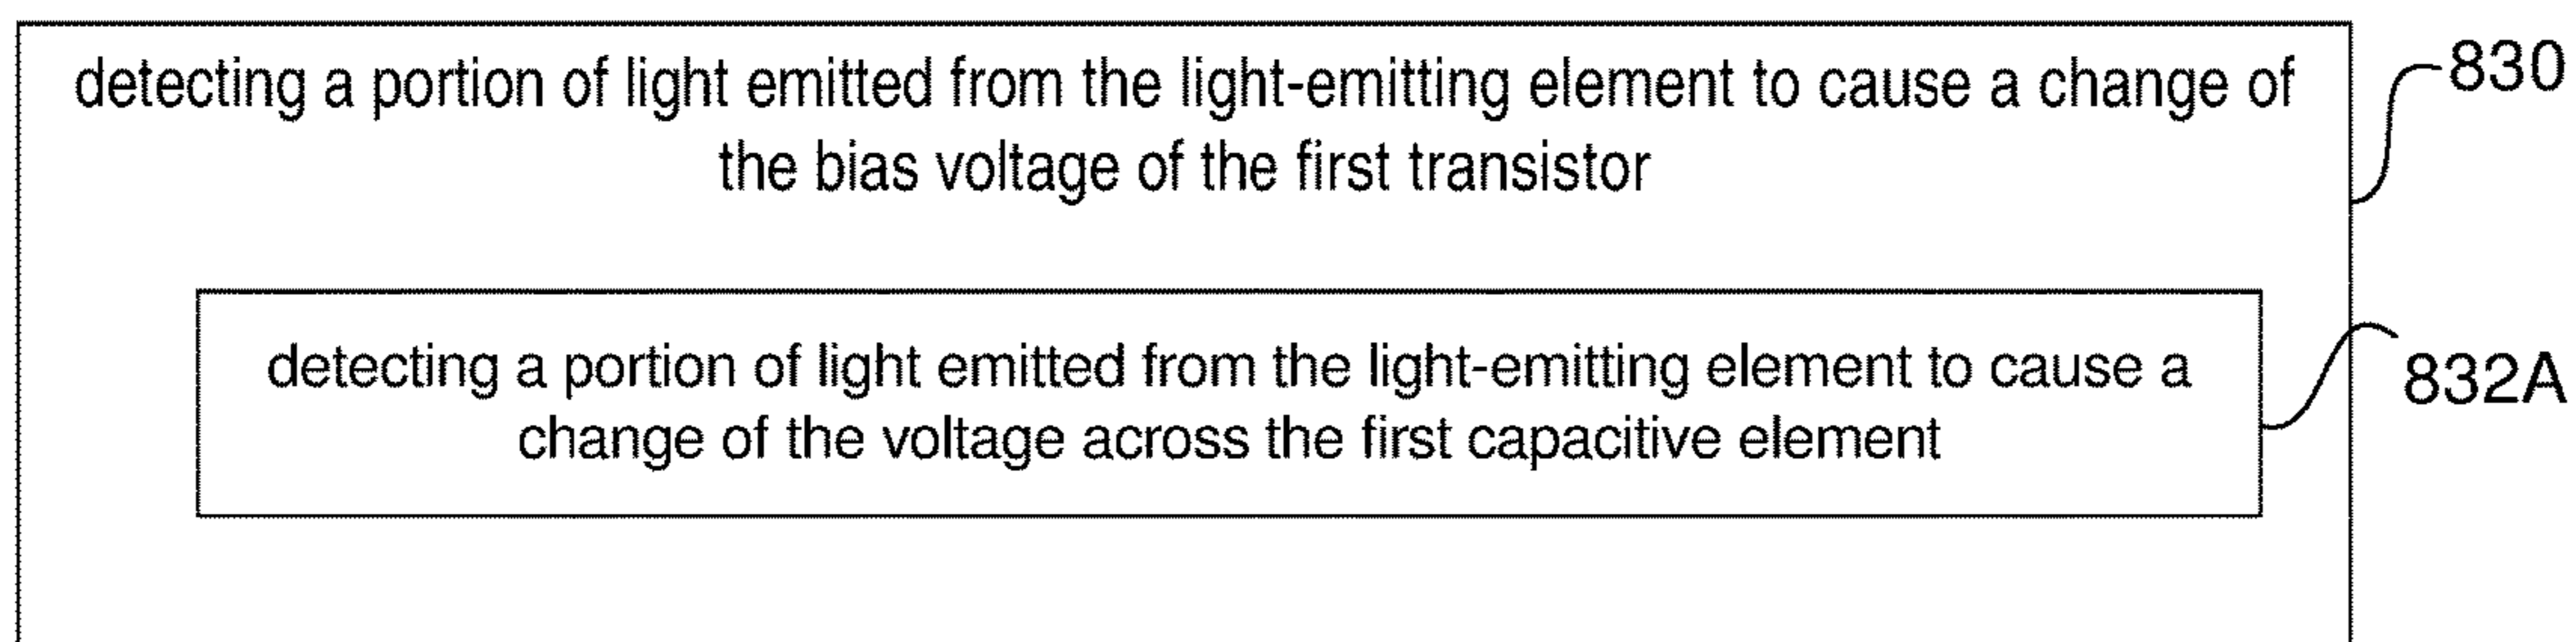 detecting a portion of light emitted from the light-emitting element to cause a change of
the bias voltage of the first transistor
830
detecting a portion of light emitted from the light-emitting element to cause a
change of the voltage across the first capacitive element
832A